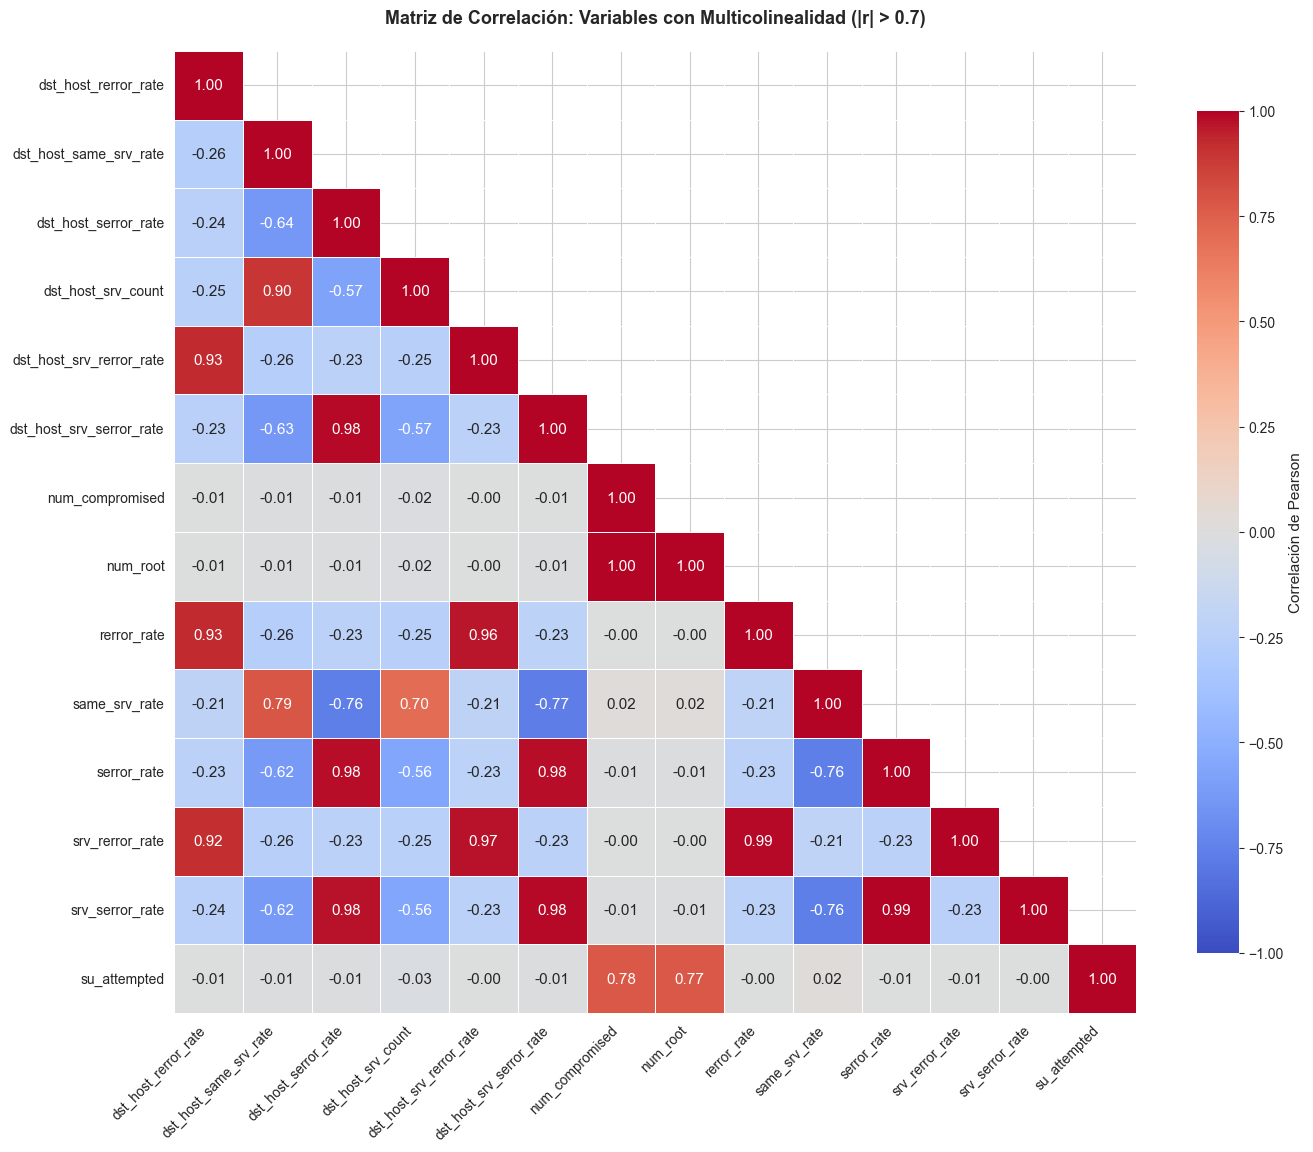 Matriz de Correlación: Variables con Multicolinealidad (|r| > 0.7)
dst_host_rerror_rate 1.00
dst_host_same_srv_rate -0.26 1.00
dst_host_serror_rate -0.24 -0.64 1.00
dst_host_srv_count -0.25 0.90 -0.57 1.00
dst_host_srv_rerror_rate 0.93 -0.26 -0.23 -0.25 1.00
dst_host_srv_serror_rate -0.23 -0.63 0.98 -0.57 -0.23 1.00
num_compromised -0.01 -0.01 -0.01 -0.02 -0.00 -0.01 1.00
num_root -0.01 -0.01 -0.01 -0.02 -0.00 -0.01 1.00 1.00
rerror_rate 0.93 -0.26 -0.23 -0.25 0.96 -0.23 -0.00 -0.00 1.00
same_srv_rate -0.21 0.79 -0.76 0.70 -0.21 -0.77 0.02 0.02 -0.21 1.00
serror_rate -0.23 -0.62 0.98 -0.56 -0.23 0.98 -0.01 -0.01 -0.23 -0.76 1.00
srv_rerror_rate 0.92 -0.26 -0.23 -0.25 0.97 -0.23 -0.00 -0.00 0.99 -0.21 -0.23 1.00
srv_serror_rate -0.24 -0.62 0.98 -0.56 -0.23 0.98 -0.01 -0.01 -0.23 -0.76 0.99 -0.23 1.00
su_attempted -0.01 -0.01 -0.01 -0.03 -0.00 -0.01 0.78 0.77 -0.00 0.02 -0.01 -0.01 -0.00 1.00
dst_host_rerror_rate
dst_host_same_srv_rate
dst_host_serror_rate
dst_host_srv_count
dst_host_srv_rerror_rate
dst_host_srv_serror_rate
num_compromised
num_root
rerror_rate
same_srv_rate
serror_rate
srv_rerror_rate
srv_serror_rate
su_attempted
1.00
0.75
0.50
0.25
0.00
−0.25
−0.50
−0.75
−1.00
Correlación de Pearson